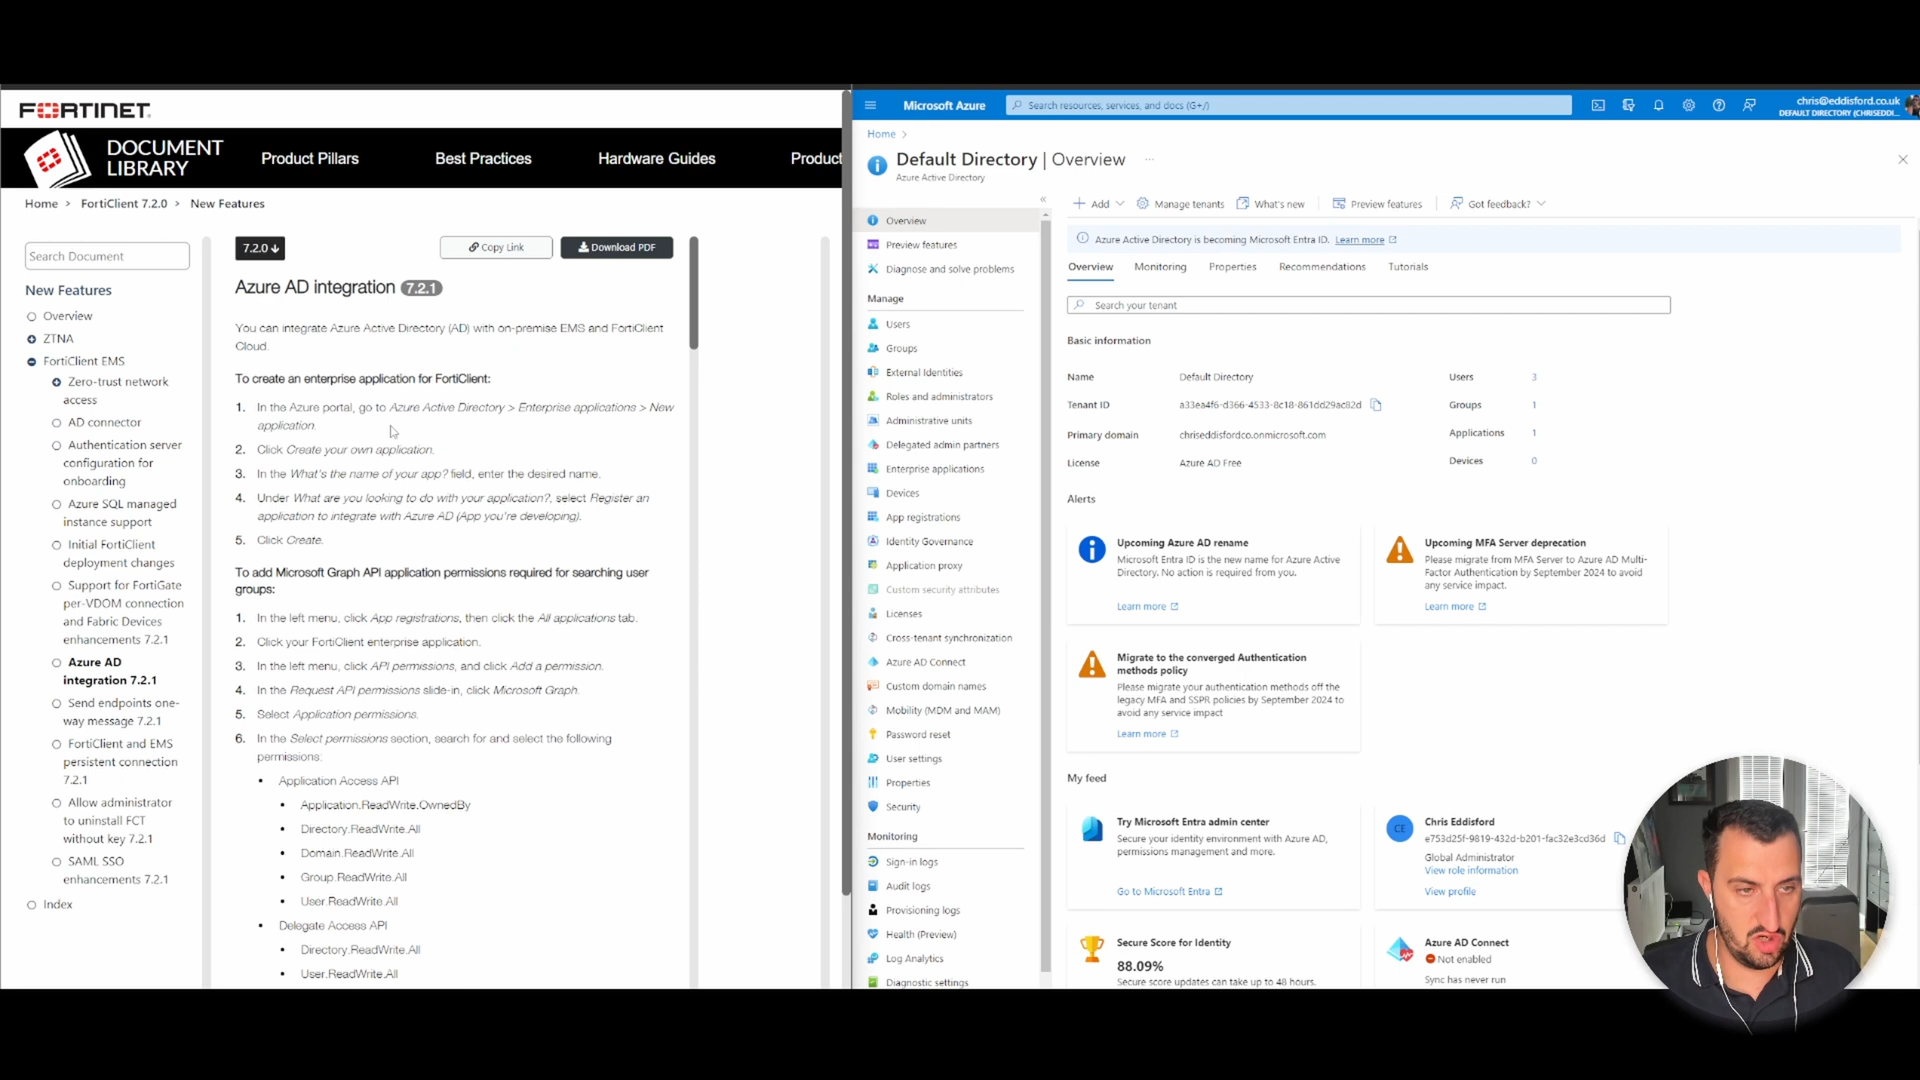 FORTINET
DOCUMENT
LIBRARY
Product Pillars
Best Practices
Hardware Guides
Product
Home > FortiClient 7.2.0 > New Features
Search Document
New Features
Overview
ZTNA
FortiClient EMS
Zero-trust network
access
AD connector
Authentication server
configuration for
onboarding
Azure SQL managed
instance support
Initial FortiClient
deployment changes
Support for FortiGate
per-VDOM connection
and Fabric Devices
enhancements 7.2.1
Azure AD
integration 7.2.1
Send endpoints one-
way message 7.2.1
FortiClient and EMS
persistent connection
7.2.1
Allow administrator
to uninstall FCT
without key 7.2.1
SAML SSO
enhancements 7.2.1
Index
7.2.0
Copy Link
Download PDF
Azure AD integration 7.2.1
You can integrate Azure Active Directory (AD) with on-premise EMS and FortiClient
Cloud.
To create an enterprise application for FortiClient:
1. In the Azure portal, go to Azure Active Directory > Enterprise applications > New
application.
2. Click Create your own application.
3. In the What's the name of your app? field, enter the desired name.
4. Under What are you looking to do with your application?, select Register an
application to integrate with Azure AD (App you're developing).
5. Click Create.
To add Microsoft Graph API application permissions required for searching user
groups:
1. In the left menu, click App registrations, then click the All applications tab.
2. Click your FortiClient enterprise application.
3. In the left menu, click API permissions, and click Add a permission.
4. In the Request API permissions slide-in, click Microsoft Graph.
5. Select Application permissions.
6. In the Select permissions section, search for and select the following
permissions:
• Application Access API
• Application.ReadWrite.OwnedBy
• Directory.ReadWrite.All
• Domain.ReadWrite.All
• Group.ReadWrite.All
• User.ReadWrite.All
• Delegate Access API
• Directory.ReadWrite.All
• User.ReadWrite.All
Microsoft Azure
Search resources, services, and docs (G+/)
chris@eddisford.co.uk
DEFAULT DIRECTORY (CHRISEDDI...
Home >
Default Directory | Overview ...
Azure Active Directory
Overview
Preview features
Diagnose and solve problems
Manage
Users
Groups
External Identities
Roles and administrators
Administrative units
Delegated admin partners
Enterprise applications
Devices
App registrations
Identity Governance
Application proxy
Custom security attributes
Licenses
Cross-tenant synchronization
Azure AD Connect
Custom domain names
Mobility (MDM and MAM)
Password reset
User settings
Properties
Security
Monitoring
Sign-in logs
Audit logs
Provisioning logs
Health (Preview)
Log Analytics
Diagnostic settings
Add
Manage tenants
What's new
Preview features
Got feedback?
Azure Active Directory is becoming Microsoft Entra ID. Learn more
Overview
Monitoring
Properties
Recommendations
Tutorials
Search your tenant
Basic information
Name Default Directory Users 3
Tenant ID a33ea4f6-d366-4533-8c18-861dd29ac82d Groups 1
Primary domain chriseddisfordco.onmicrosoft.com Applications 1
License Azure AD Free Devices 0
Alerts
Upcoming Azure AD rename
Microsoft Entra ID is the new name for Azure Active
Directory. No action is required from you.
Learn more
Upcoming MFA Server deprecation
Please migrate from MFA Server to Azure AD Multi-
Factor Authentication by September 2024 to avoid
any service impact.
Learn more
Migrate to the converged Authentication
methods policy
Please migrate your authentication methods off the
legacy MFA and SSPR policies by September 2024 to
avoid any service impact
Learn more
My feed
Try Microsoft Entra admin center
Secure your identity environment with Azure AD,
permissions management and more.
Go to Microsoft Entra
CE
Chris Eddisford
e753d25f-9819-432d-b201-fac32e3cd36d
Global Administrator
View role information
View profile
Secure Score for Identity
88.09%
Secure score updates can take up to 48 hours.
Azure AD Connect
Not enabled
Sync has never run